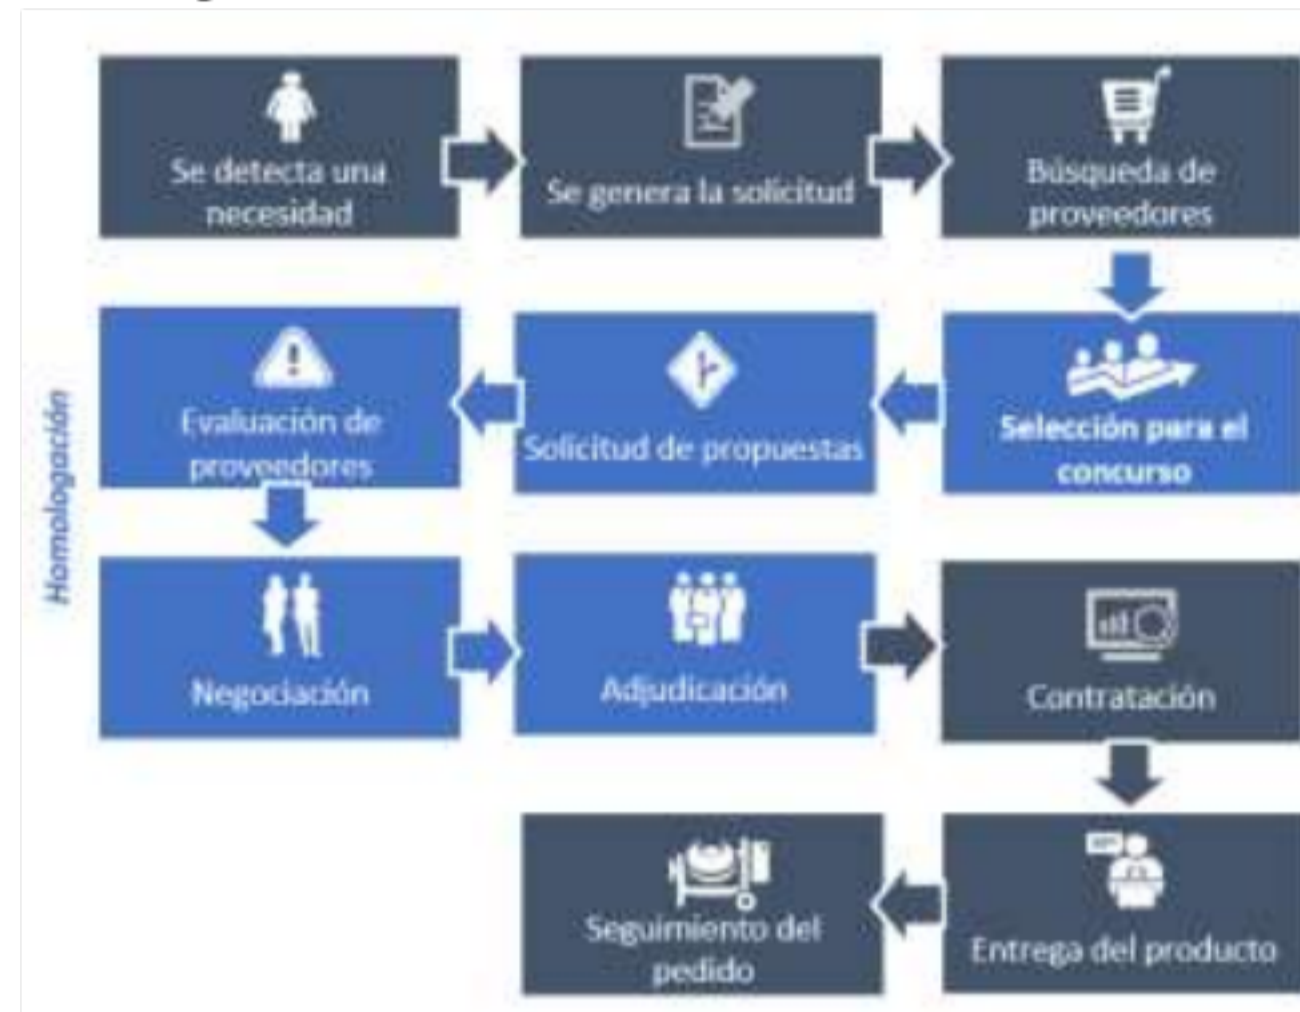 Se detecta una
necesidad
Se genera la solicitud
Búsqueda de
proveedores
Selección para el
concurso
Solicitud de propuestas
Evaluación de
proveedores
Homologación
Negociación
Adjudicación
Contratación
Entrega del producto
Seguimiento del
pedido